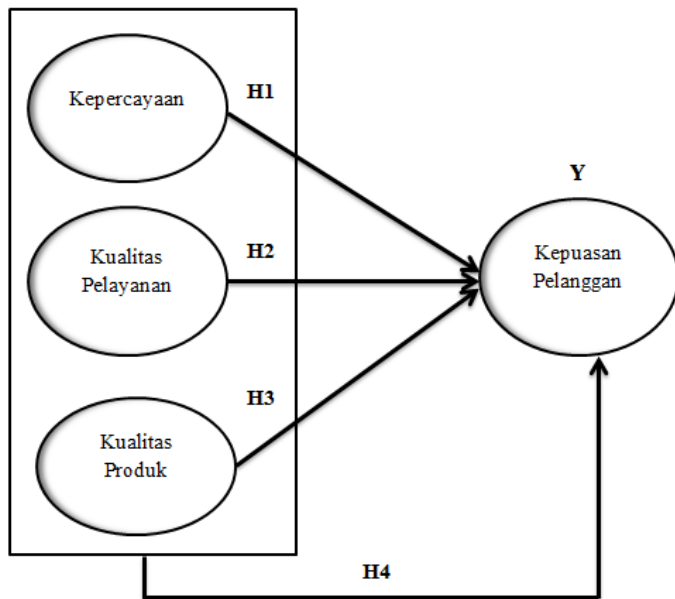 Kepercayaan
H1
Y
Kualitas
Pelayanan
H2
Kepuasan
Pelanggan
H3
Kualitas
Produk
H4